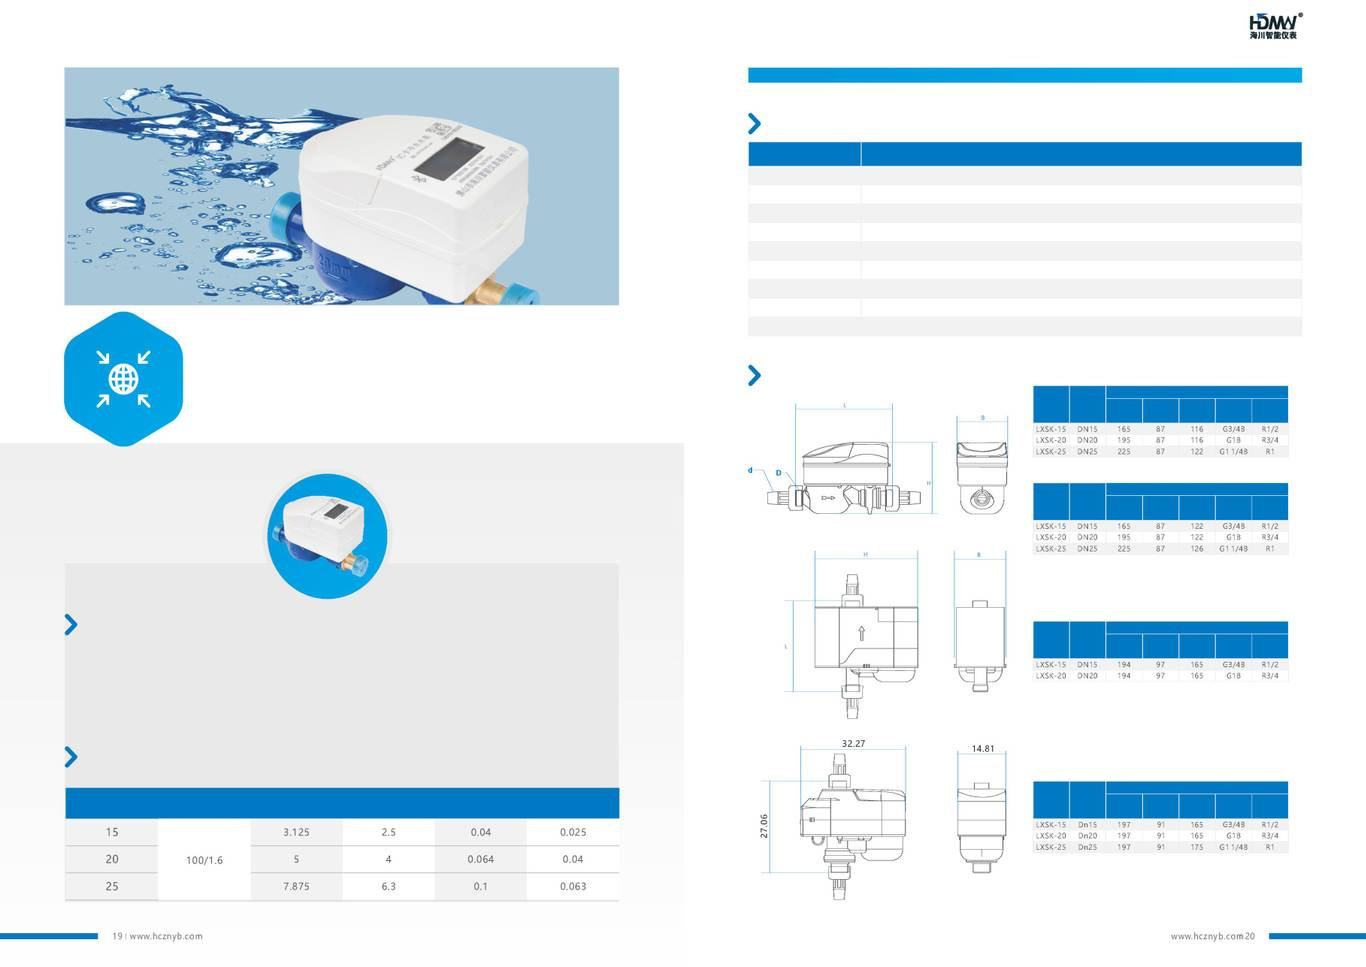 HDMW®
海川智能仪表
HDMW
15 100/1.6 3.125 2.5 0.04 0.025
20 5 4 0.064 0.04
25 7.875 6.3 0.1 0.063
19 | www.hcznyb.com
L
B
H
d
D
LXSK-15 DN15 165 87 116 G3/4B R1/2
LXSK-20 DN20 195 87 116 G1B R3/4
LXSK-25 DN25 225 87 122 G1 1/4B R1
LXSK-15 DN15 165 87 122 G3/4B R1/2
LXSK-20 DN20 195 87 122 G1B R3/4
LXSK-25 DN25 225 87 126 G1 1/4B R1
H
B
L
LXSK-15 DN15 194 97 165 G3/4B R1/2
LXSK-20 DN20 194 97 165 G1B R3/4
32.27
14.81
27.06
LXSK-15 Dn15 197 91 165 G3/4B R1/2
LXSK-20 Dn20 197 91 165 G1B R3/4
LXSK-25 Dn25 197 91 175 G1 1/4B R1
www.hcznyb.com 20